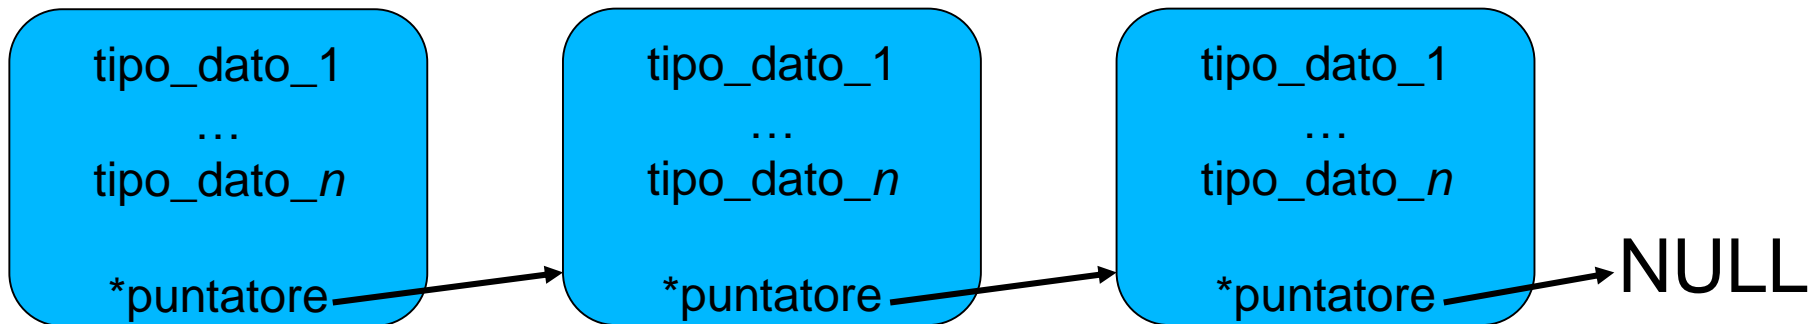 tipo_dato_1
…
tipo_dato_n
*puntatore
tipo_dato_1
…
tipo_dato_n
*puntatore
tipo_dato_1
…
tipo_dato_n
*puntatore
NULL